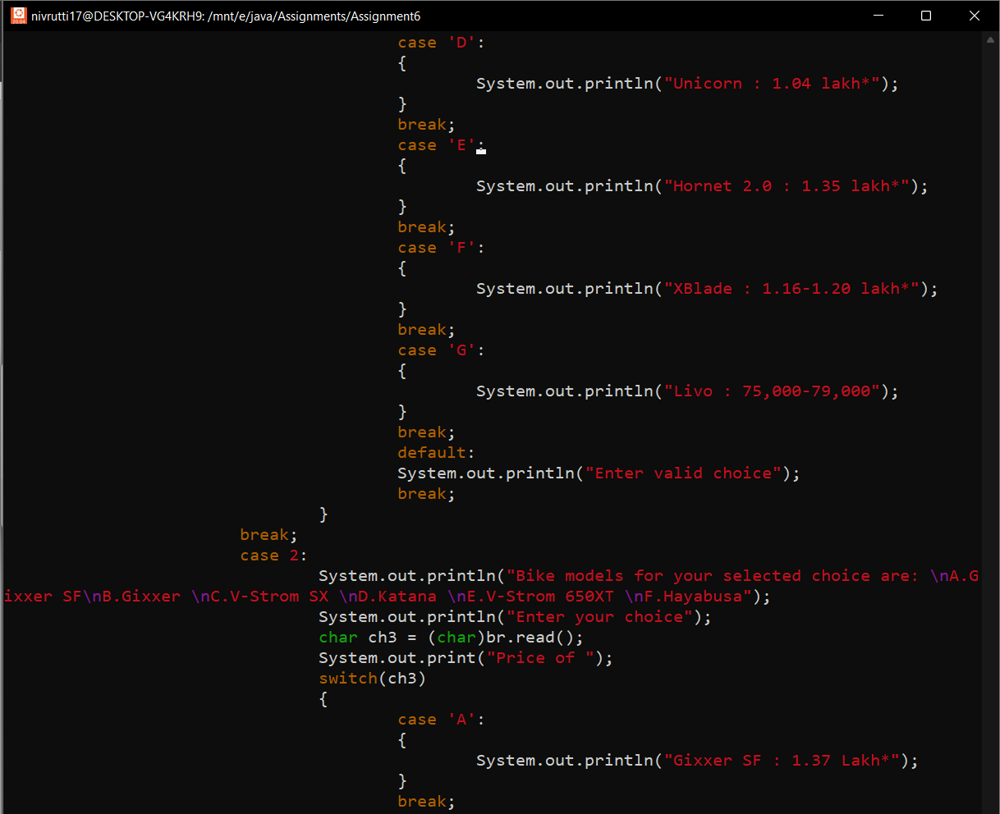 nivrutti17@DESKTOP-VG4KRH9: /mnt/e/java/Assignments/Assignment6
case 'D':
{
System.out.println("Unicorn : 1.04 lakh*");
}
break;
case 'E':
{
System.out.println("Hornet 2.0 : 1.35 lakh*");
}
break;
case 'F':
{
System.out.println("XBlade : 1.16-1.20 lakh*");
}
break;
case 'G':
{
System.out.println("Livo : 75,000-79,000");
}
break;
default:
System.out.println("Enter valid choice");
break;
}
break;
case 2:
System.out.println("Bike models for your selected choice are: \nA.G
ixxer SF\nB.Gixxer \nC.V-Strom SX \nD.Katana \nE.V-Strom 650XT \nF.Hayabusa");
System.out.println("Enter your choice");
char ch3 = (char)br.read();
System.out.print("Price of ");
switch(ch3)
{
case 'A':
{
System.out.println("Gixxer SF : 1.37 Lakh*");
}
break;